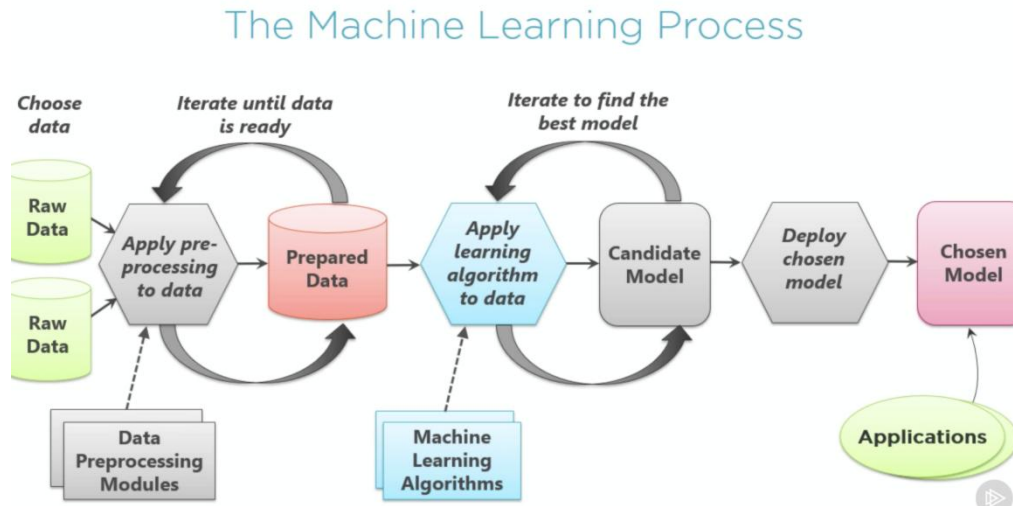 The Machine Learning Process
Choose
data
Iterate until data
is ready
Iterate to find the
best model
Raw
Data
Raw
Data
Apply pre-
processing
to data
Prepared
Data
Apply
learning
algorithm
to data
Candidate
Model
Deploy
chosen
model
Chosen
Model
Data
Preprocessing
Modules
Machine
Learning
Algorithms
Applications